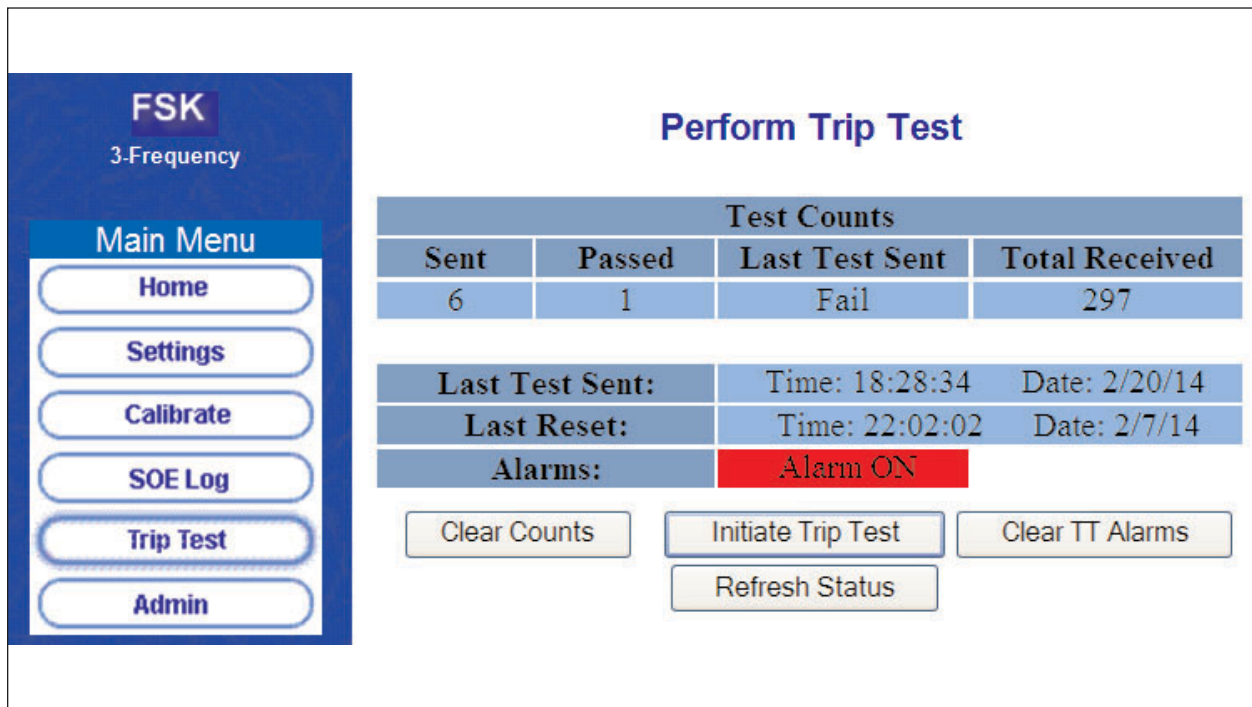 FSK
3-Frequency
Main Menu
Home
Settings
Calibrate
SOE Log
Trip Test
Admin
Perform Trip Test
Test Counts
Sent Passed Last Test Sent Total Received
6 1 Fail 297
Last Test Sent: Time: 18:28:34 Date: 2/20/14
Last Reset: Time: 22:02:02 Date: 2/7/14
Alarms: Alarm ON
Clear Counts Initiate Trip Test Clear TT Alarms
Refresh Status